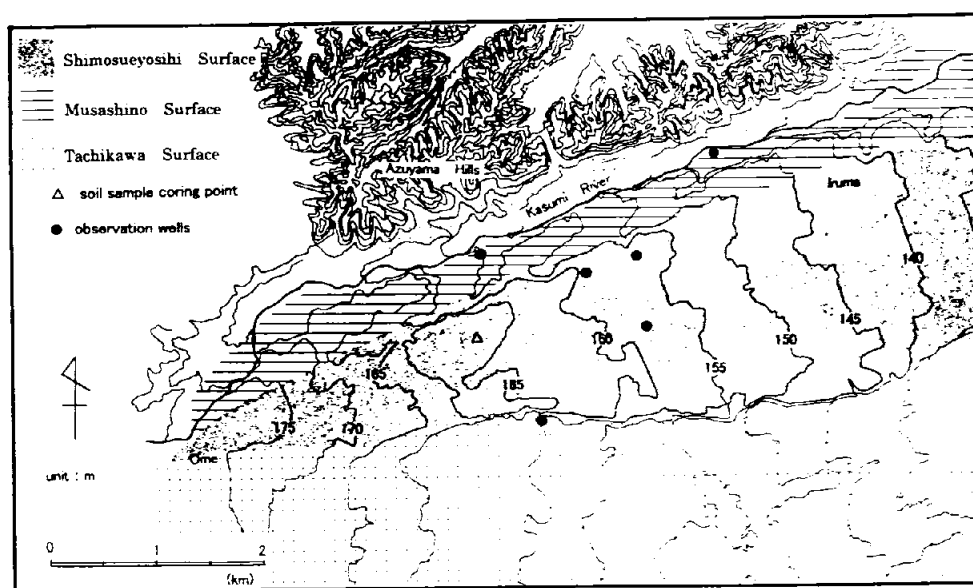 Shimosueyosihi Surface
Musashino Surface
Tachikawa Surface
soil sample coring point
observation wells
Azuyama Hills
Kasumi River
Iruma
140
145
150
155
160
185
165
170
175
Ome
unit : m
0 1 2
(km)